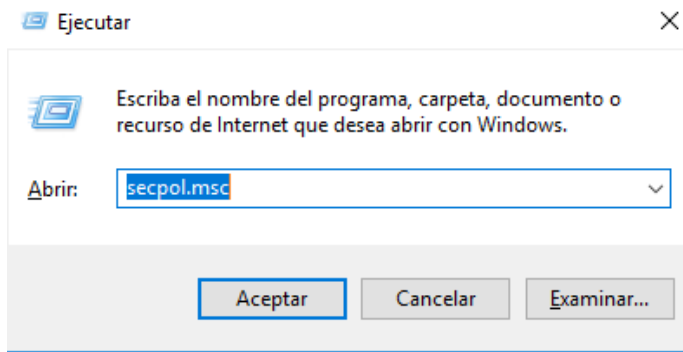 Ejecutar
Escriba el nombre del programa, carpeta, documento o
recurso de Internet que desea abrir con Windows.
Abrir: secpol.msc
Aceptar Cancelar Examinar...